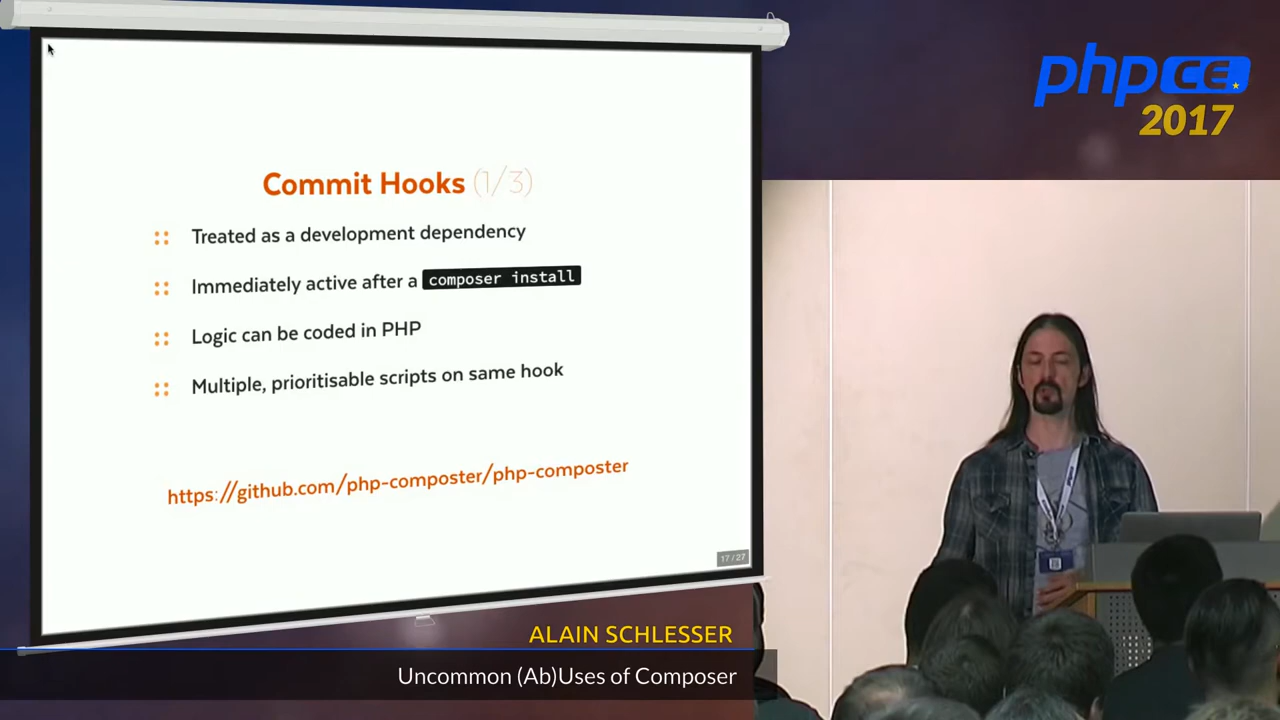 phpCE
2017
Commit Hooks (1/3)
Treated as a development dependency
Immediately active after a composer install
Logic can be coded in PHP
Multiple, prioritisable scripts on same hook
https://github.com/php-composter/php-composter
17 / 27
ALAIN SCHLESSER
Uncommon (Ab)Uses of Composer